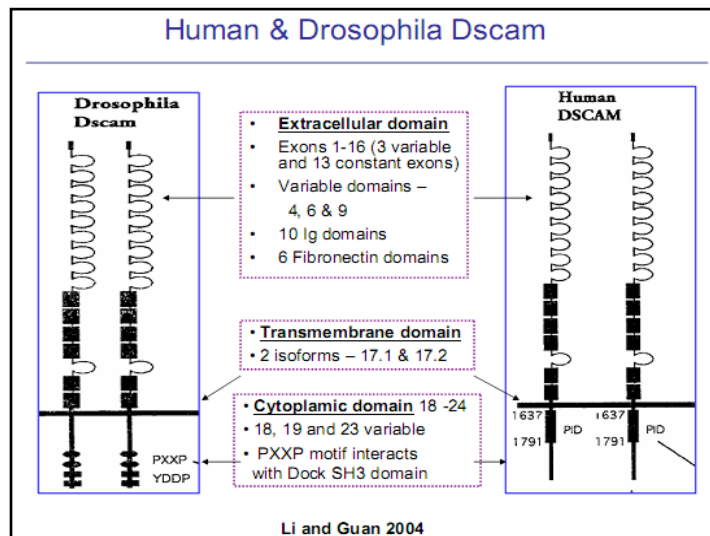 Human & Drosophila Dscam
Drosophila
Dscam
PXXP
YDDP
• Extracellular domain
• Exons 1-16 (3 variable
and 13 constant exons)
• Variable domains –
4, 6 & 9
• 10 Ig domains
• 6 Fibronectin domains
• Transmembrane domain
• 2 isoforms – 17.1 & 17.2
• Cytoplamic domain 18 -24
• 18, 19 and 23 variable
• PXXP motif interacts
with Dock SH3 domain
Human
DSCAM
1637 1637
PID PID
1791 1791
Li and Guan 2004